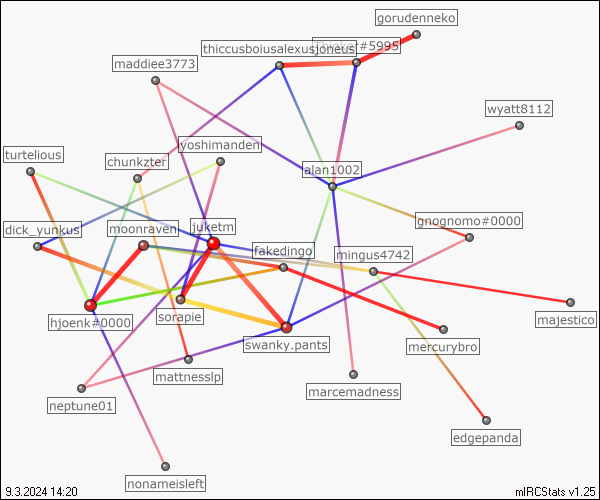 gorudenneko
thiccusboiusalexusjoneus
#5995
maddiee3773
wyatt8112
yoshimanden
turtelious
chunkzter
alan1002
dick_yunkus
moonraven
juketm
gnognomo#0000
fakedingo
mingus4742
hjoenk#0000
sorapie
majestico
swanky.pants
mercurybro
mattnesslp
marcemadness
neptune01
edgepanda
nonameisleft
9.3.2024 14:20
mIRCStats v1.25